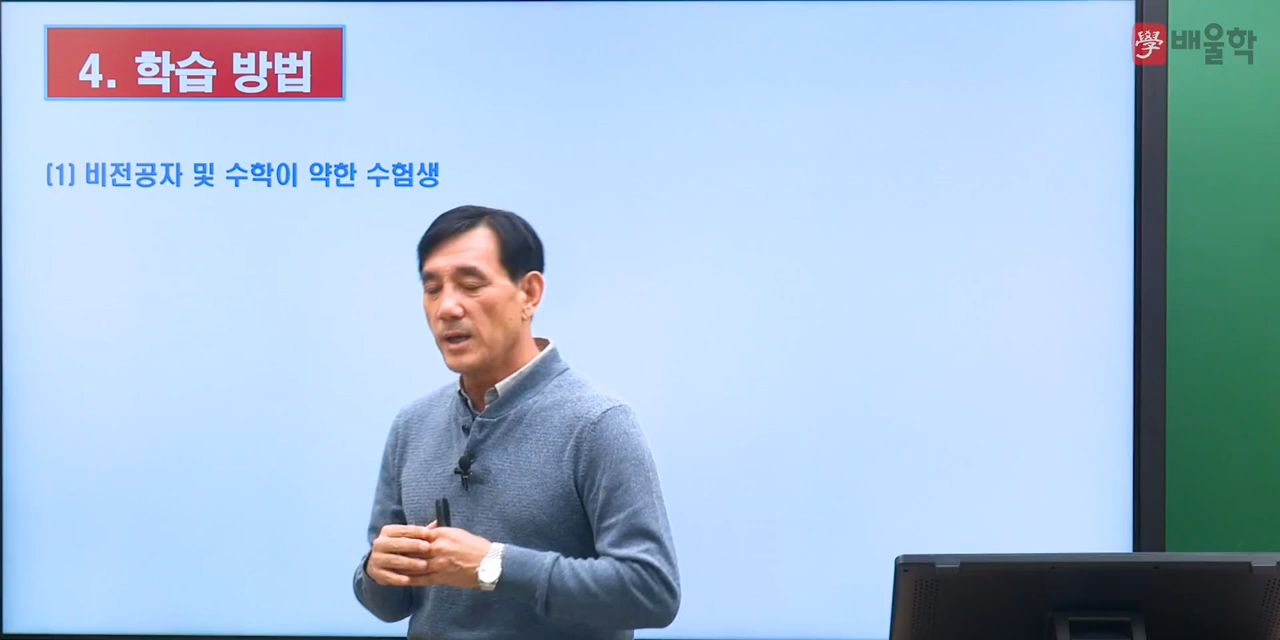 4. 학습 방법
學 배울학
(1) 비전공자 및 수학이 약한 수험생